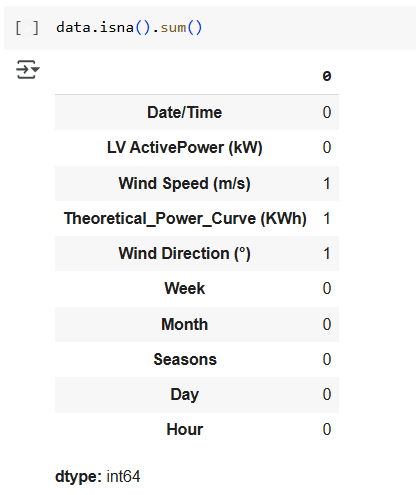 [ ] data.isna().sum()
0
Date/Time 0
LV ActivePower (kW) 0
Wind Speed (m/s) 1
Theoretical_Power_Curve (KWh) 1
Wind Direction (°) 1
Week 0
Month 0
Seasons 0
Day 0
Hour 0
dtype: int64